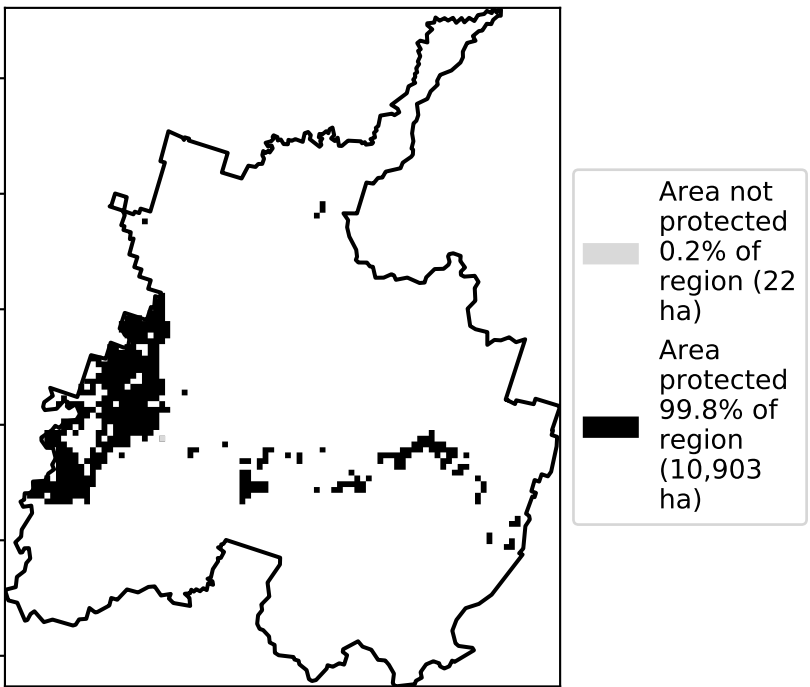 Area not
protected
0.2% of
region (22
ha)
Area
protected
99.8% of
region
(10,903
ha)